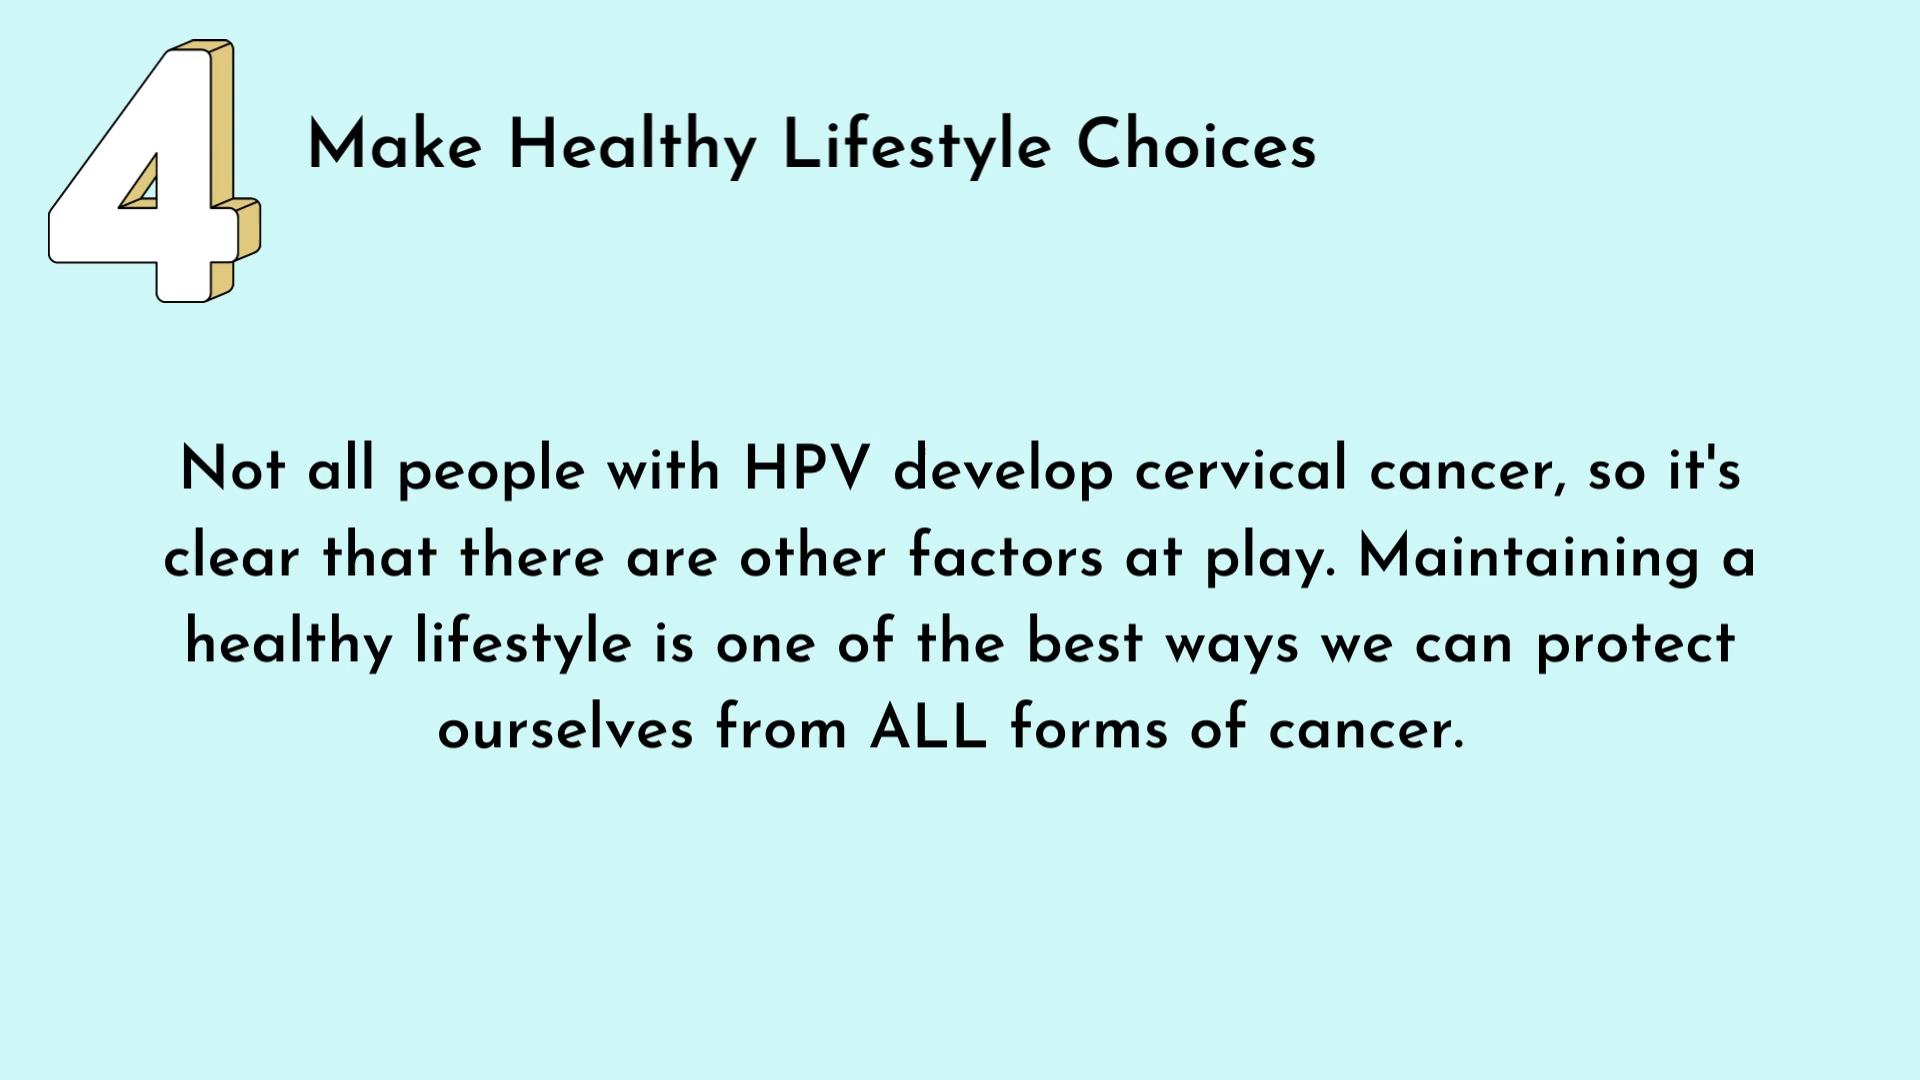 4
Make Healthy Lifestyle Choices
Not all people with HPV develop cervical cancer, so it's
clear that there are other factors at play. Maintaining a
healthy lifestyle is one of the best ways we can protect
ourselves from ALL forms of cancer.